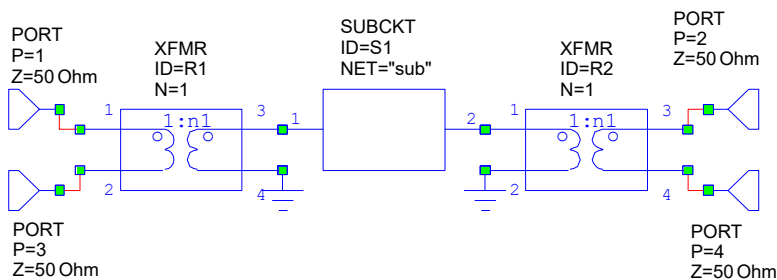 PORT
P=1
Z=50 Ohm
XFMR
ID=R1
N=1
SUBCKT
ID=S1
NET="sub"
XFMR
ID=R2
N=1
PORT
P=2
Z=50 Ohm
1
1:n1
3
1
2
1
1:n1
3
2
4
2
4
PORT
P=3
Z=50 Ohm
PORT
P=4
Z=50 Ohm